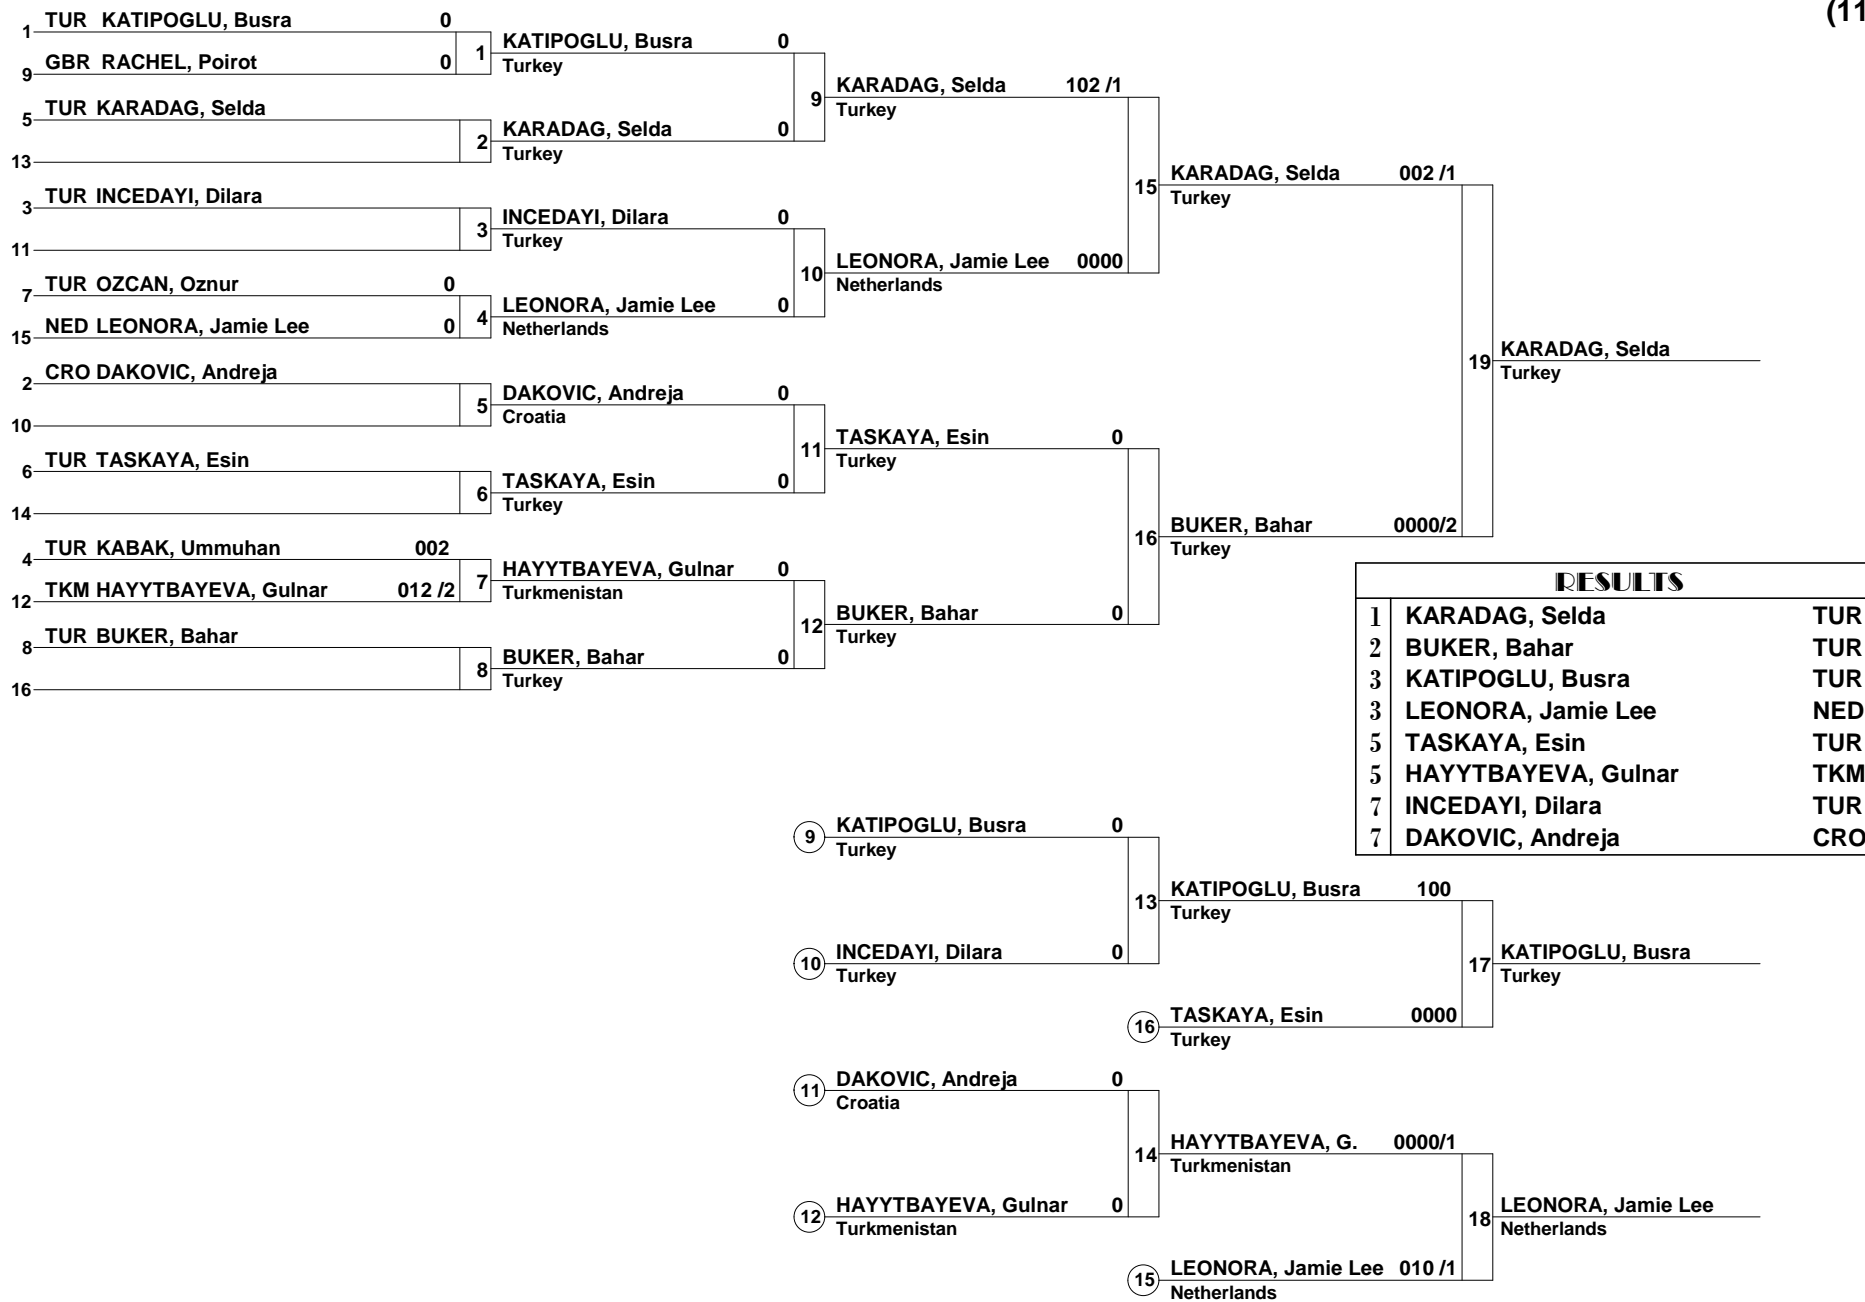 (11
1 TUR KATIPOGLU, Busra 0
9 GBR RACHEL, Poirot 0
1
5 TUR KARADAG, Selda
13
2
3 TUR INCEDAYI, Dilara
11
3
7 TUR OZCAN, Oznur 0
15 NED LEONORA, Jamie Lee 0
4
2 CRO DAKOVIC, Andreja
10
5
6 TUR TASKAYA, Esin
14
6
4 TUR KABAK, Ummuhan 002
12 TKM HAYYTBAYEVA, Gulnar 012 /2
7
8 TUR BUKER, Bahar
16
8
KATIPOGLU, Busra 0
Turkey
KARADAG, Selda 0
Turkey
9
INCEDAYI, Dilara 0
Turkey
LEONORA, Jamie Lee 0
Netherlands
10
DAKOVIC, Andreja 0
Croatia
TASKAYA, Esin 0
Turkey
11
HAYYTBAYEVA, Gulnar 0
Turkmenistan
BUKER, Bahar 0
Turkey
12
KARADAG, Selda 102 /1
Turkey
LEONORA, Jamie Lee 0000
Netherlands
15
TASKAYA, Esin 0
Turkey
BUKER, Bahar 0
Turkey
16
KARADAG, Selda 002 /1
Turkey
BUKER, Bahar 0000/2
Turkey
19
KARADAG, Selda
Turkey
RESULTS
1 KARADAG, Selda TUR
2 BUKER, Bahar TUR
3 KATIPOGLU, Busra TUR
3 LEONORA, Jamie Lee NED
5 TASKAYA, Esin TUR
5 HAYYTBAYEVA, Gulnar TKM
7 INCEDAYI, Dilara TUR
7 DAKOVIC, Andreja CRO
9 KATIPOGLU, Busra 0
Turkey
10 INCEDAYI, Dilara 0
Turkey
13
KATIPOGLU, Busra 100
Turkey
16 TASKAYA, Esin 0000
Turkey
17
KATIPOGLU, Busra
Turkey
11 DAKOVIC, Andreja 0
Croatia
12 HAYYTBAYEVA, Gulnar 0
Turkmenistan
14
HAYYTBAYEVA, G. 0000/1
Turkmenistan
15 LEONORA, Jamie Lee 010 /1
Netherlands
18
LEONORA, Jamie Lee
Netherlands